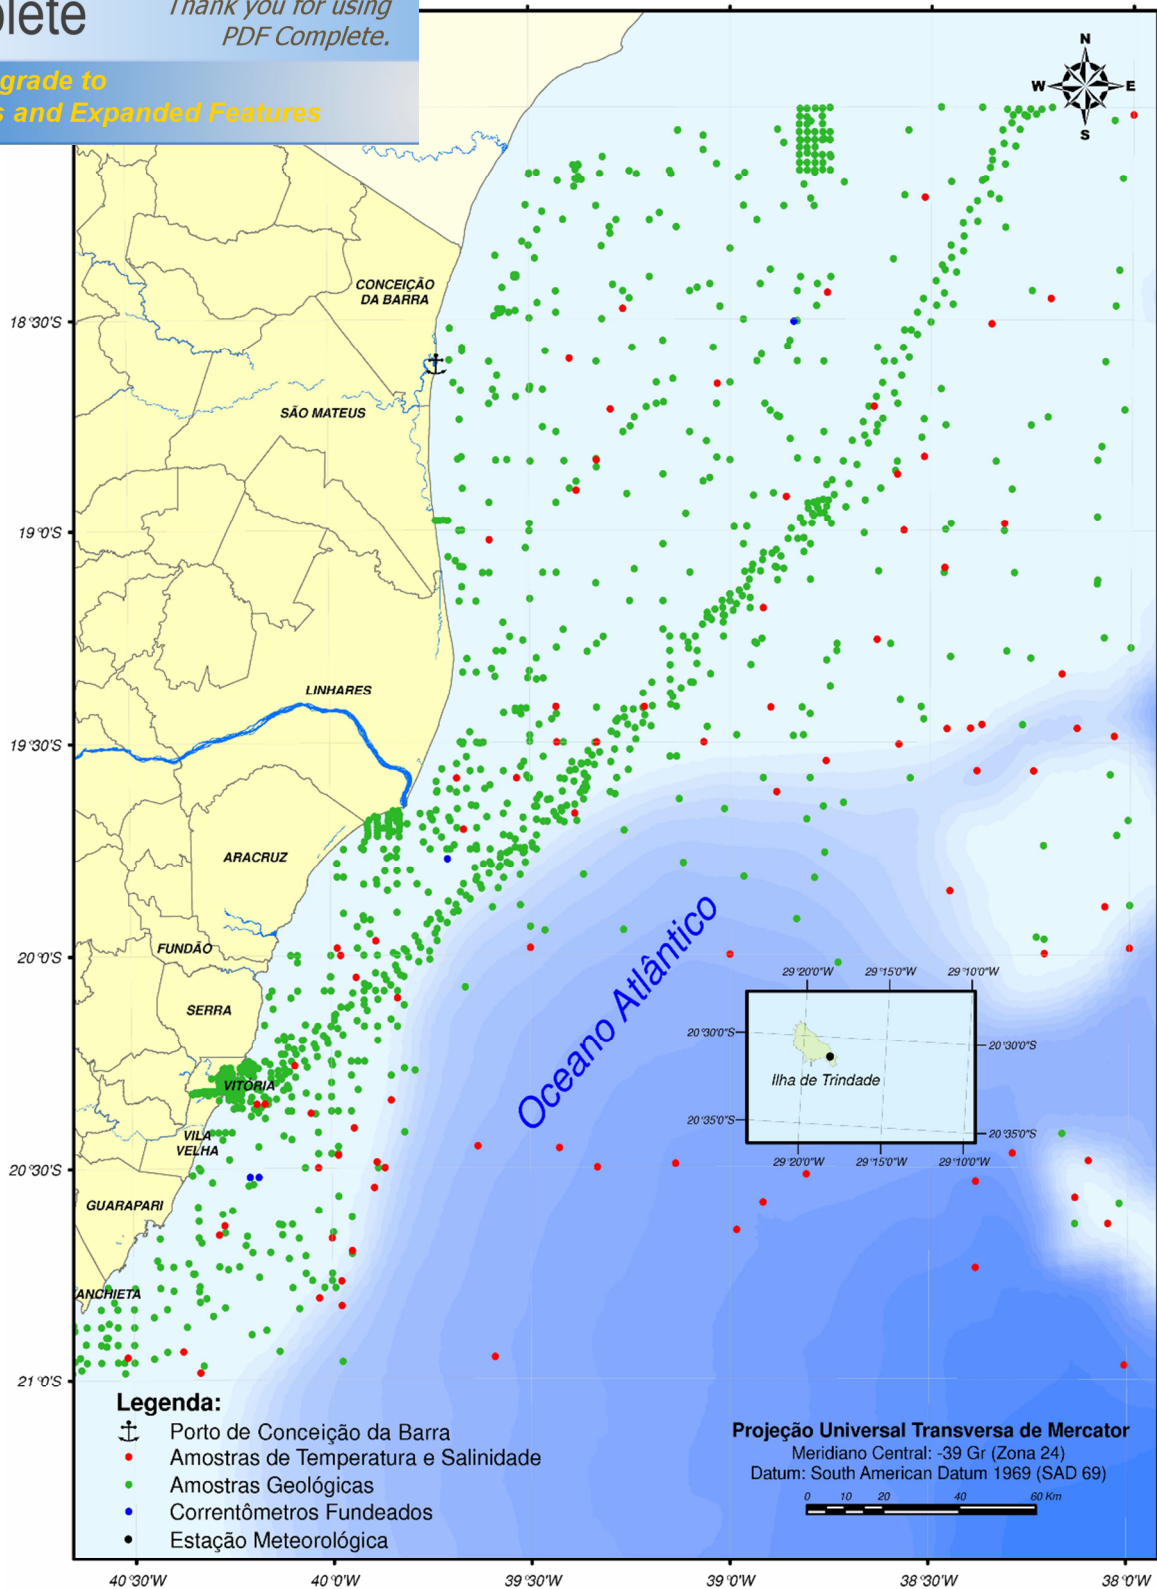 Thank you for using
PDF Complete.
and Expanded Features
N
W
E
S
CONCEIÇÃO
DA BARRA
18°30'S
SÃO MATEUS
19°0'S
LINHARES
19°30'S
ARACRUZ
Oceano Atlântico
FUNDÃO
20°0'S
29°20'0"W
29°15'0"W
29°10'0"W
SERRA
20°30'0"S
20°30'0"S
Ilha de Trindade
VITÓRIA
20°35'0"S
20°35'0"S
VILA
VELHA
29°20'0"W
29°15'0"W
29°10'0"W
20°30'S
GUARAPARI
ANCHIETA
21°0'S
Legenda:
Porto de Conceição da Barra
Amostras de Temperatura e Salinidade
Amostras Geológicas
Correntômetros Fundeados
Estação Meteorológica
Projeção Universal Transversa de Mercator
Meridiano Central: -39 Gr (Zona 24)
Datum: South American Datum 1969 (SAD 69)
0 10 20 40 60 Km
40°30'W
40°0'W
39°30'W
39°0'W
38°30'W
38°0'W